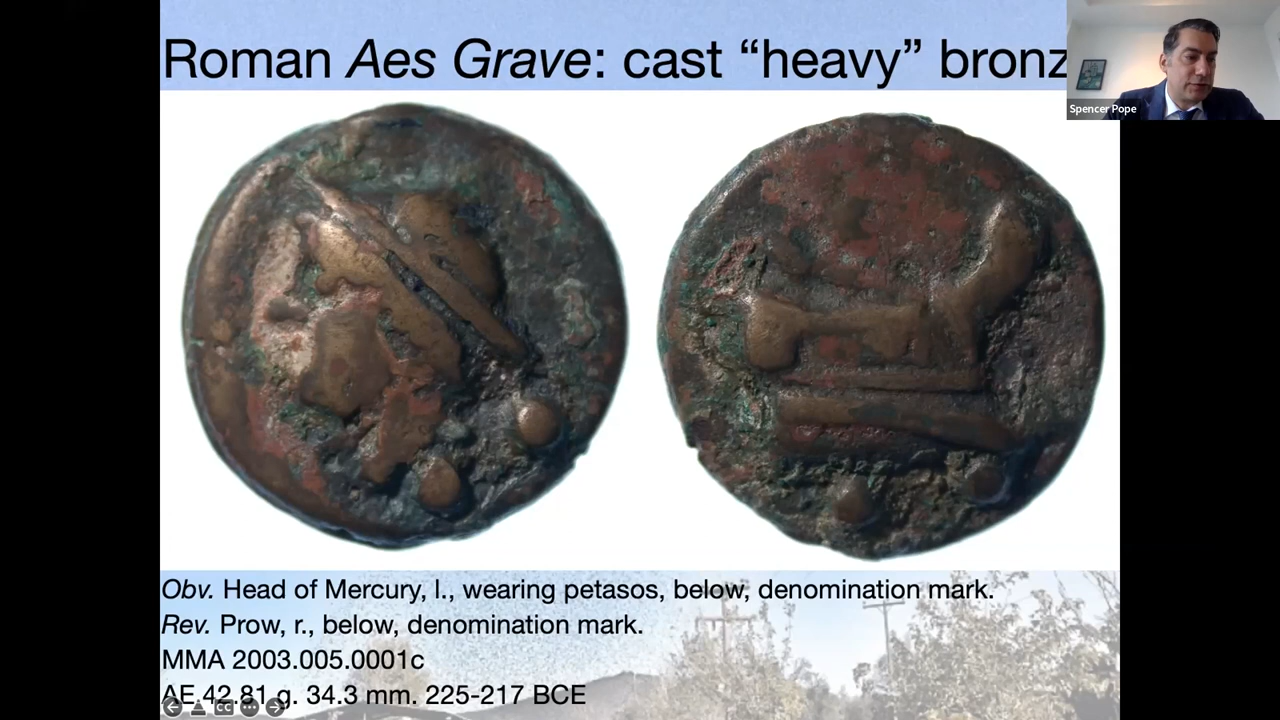 Roman Aes Grave: cast “heavy” bronz
Spencer Pope
Obv. Head of Mercury, l., wearing petasos, below, denomination mark.
Rev. Prow, r., below, denomination mark.
MMA 2003.005.0001c
AE 42.81 g. 34.3 mm. 225-217 BCE
CC